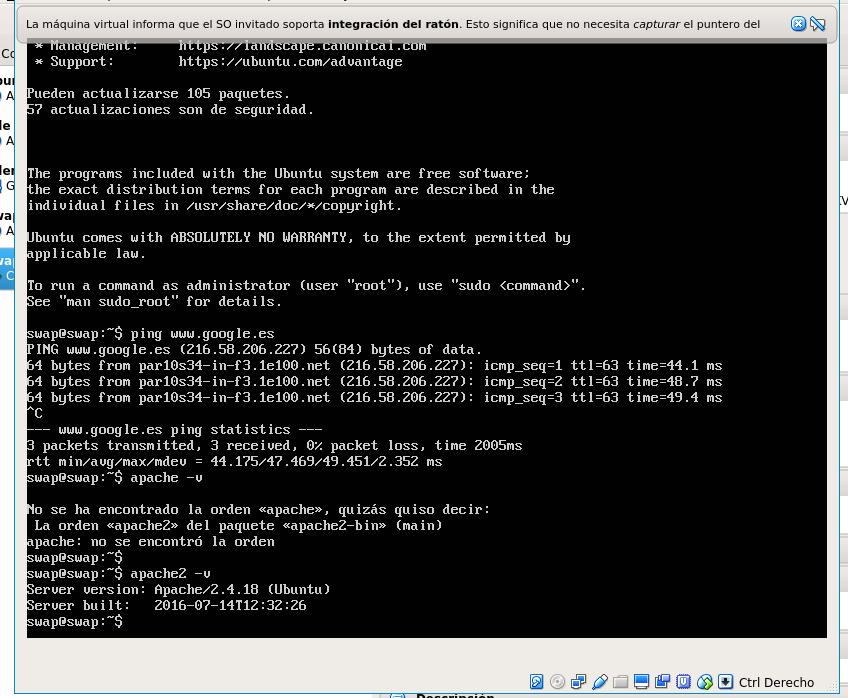 La máquina virtual informa que el SO invitado soporta integración del ratón. Esto significa que no necesita capturar el puntero del
* Management: https://landscape.canonical.com
* Support: https://ubuntu.com/advantage
Pueden actualizarse 105 paquetes.
57 actualizaciones son de seguridad.
The programs included with the Ubuntu system are free software;
the exact distribution terms for each program are described in the
individual files in /usr/share/doc/*/copyright.
Ubuntu comes with ABSOLUTELY NO WARRANTY, to the extent permitted by
applicable law.
To run a command as administrator (user "root"), use "sudo <command>".
See "man sudo_root" for details.
swap@swap:~$ ping www.google.es
PING www.google.es (216.58.206.227) 56(84) bytes of data.
64 bytes from par10s34-in-f3.1e100.net (216.58.206.227): icmp_seq=1 ttl=63 time=44.1 ms
64 bytes from par10s34-in-f3.1e100.net (216.58.206.227): icmp_seq=2 ttl=63 time=48.7 ms
64 bytes from par10s34-in-f3.1e100.net (216.58.206.227): icmp_seq=3 ttl=63 time=49.4 ms
^C
--- www.google.es ping statistics ---
3 packets transmitted, 3 received, 0% packet loss, time 2005ms
rtt min/avg/max/mdev = 44.175/47.469/49.451/2.352 ms
swap@swap:~$ apache -v
No se ha encontrado la orden «apache», quizás quiso decir:
La orden «apache2» del paquete «apache2-bin» (main)
apache: no se encontró la orden
swap@swap:~$
swap@swap:~$ apache2 -v
Server version: Apache/2.4.18 (Ubuntu)
Server built: 2016-07-14T12:32:26
swap@swap:~$
Ctrl Derecho
Descripción